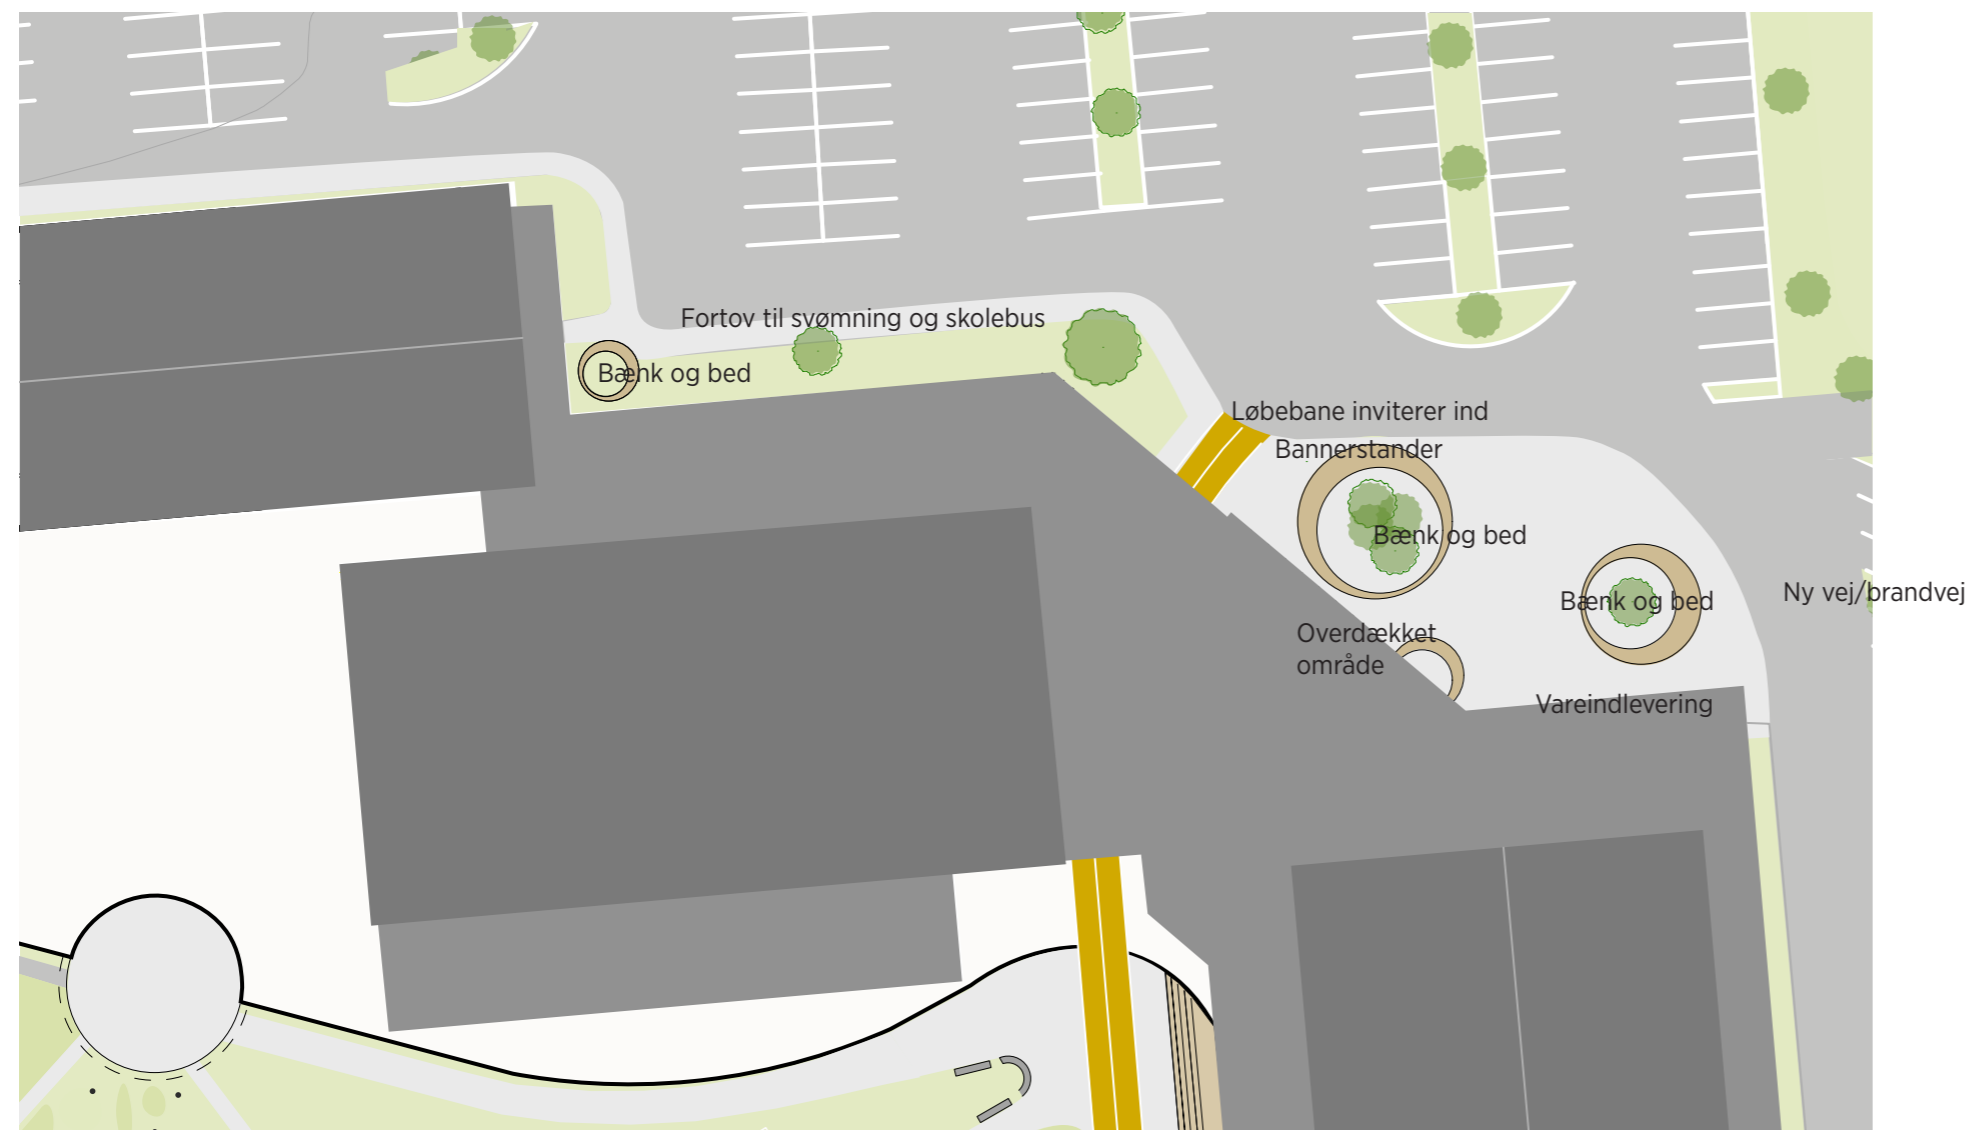 Fortov til svømning og skolebus
Bænk og bed
Løbebane inviterer ind
Bannerstander
Bænk og bed
Bænk og bed
Ny vej/brandvej
Overdækket
område
Vareindlevering